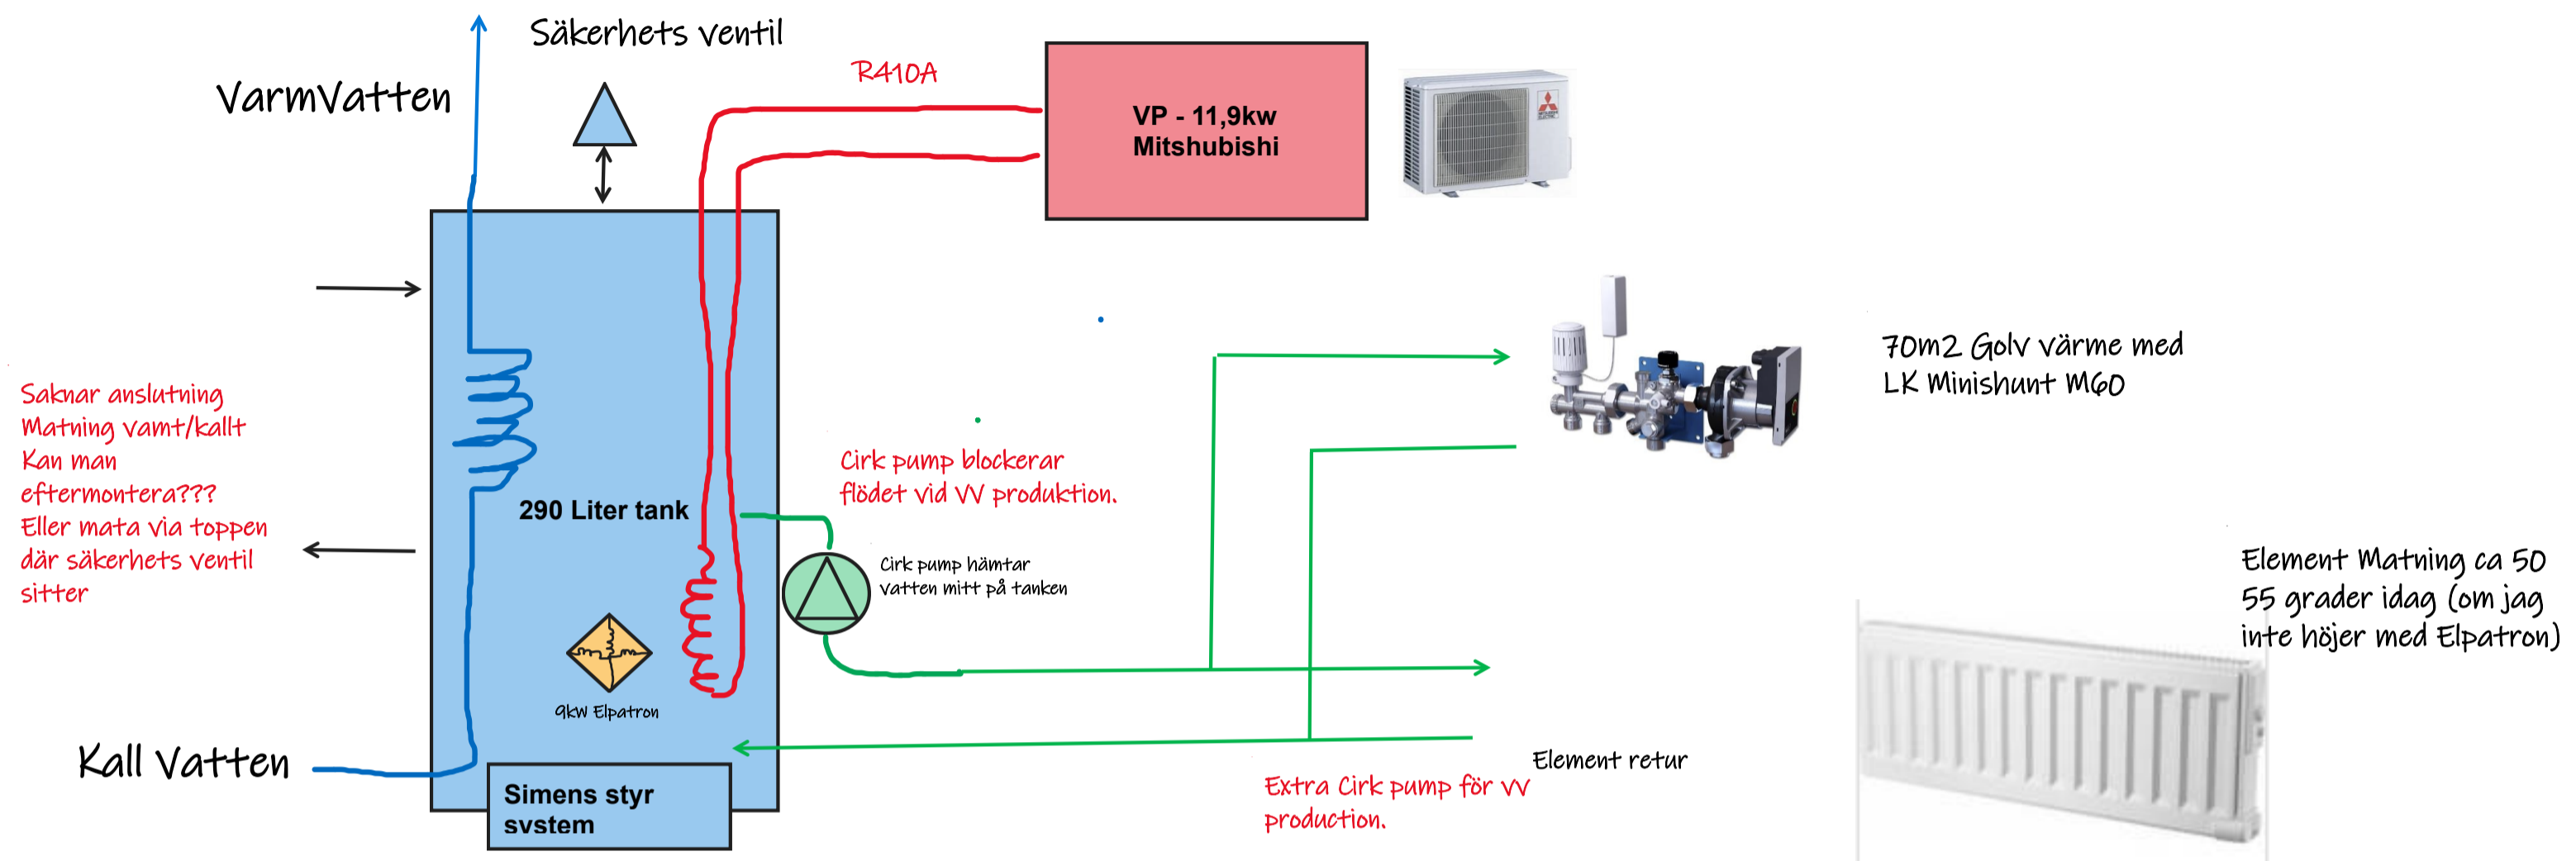 Säkerhets ventil
VarmVatten
R410A
VP - 11,9kw
Mitshubishi
MITSUBISHI
ELECTRIC
70m2 Golv värme med
LK Minishunt M60
Saknar anslutning
Matning vamt/kallt
Kan man
eftermontera???
Eller mata via toppen
där säkerhets ventil
sitter
290 Liter tank
Cirk pump blockerar
flödet vid VV produktion.
Cirk pump hämtar
vatten mitt på tanken
Element Matning ca 50
55 grader idag (om jag
inte höjer med Elpatron)
9kW Elpatron
Kall Vatten
Simens styr
system
Element retur
Extra Cirk pump för VV
production.